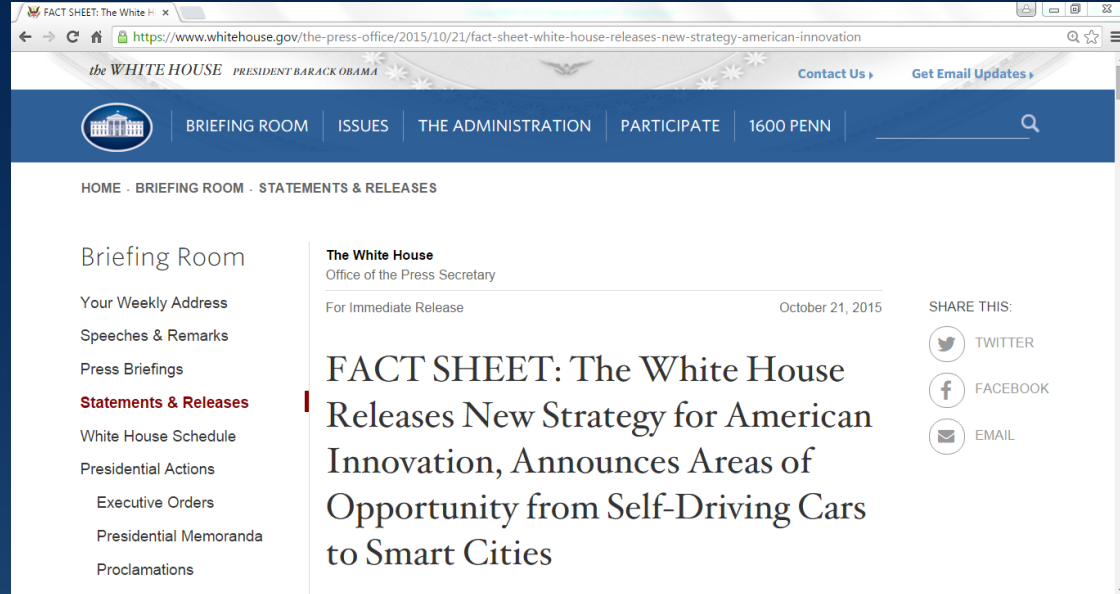 FACT SHEET: The White H
https://www.whitehouse.gov/the-press-office/2015/10/21/fact-sheet-white-house-releases-new-strategy-american-innovation
the WHITE HOUSE PRESIDENT BARACK OBAMA
Contact Us
Get Email Updates
BRIEFING ROOM
ISSUES
THE ADMINISTRATION
PARTICIPATE
1600 PENN
HOME · BRIEFING ROOM · STATEMENTS & RELEASES
Briefing Room
Your Weekly Address
Speeches & Remarks
Press Briefings
Statements & Releases
White House Schedule
Presidential Actions
Executive Orders
Presidential Memoranda
Proclamations
The White House
Office of the Press Secretary
For Immediate Release
October 21, 2015
FACT SHEET: The White House
Releases New Strategy for American
Innovation, Announces Areas of
Opportunity from Self-Driving Cars
to Smart Cities
SHARE THIS:
TWITTER
FACEBOOK
EMAIL